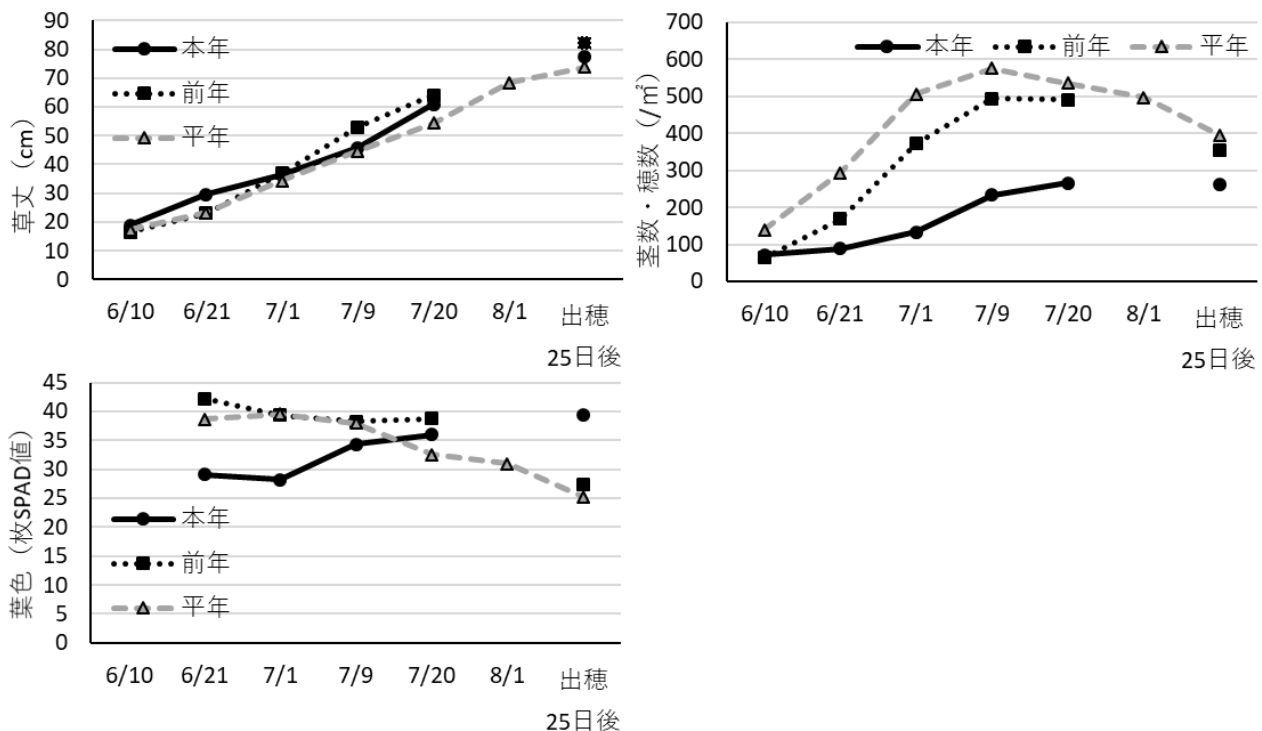 草丈（cm）
90
80
70
60
50
40
30
20
10
0
本年
前年
平年
6/10 6/21 7/1 7/9 7/20 8/1 出穂
25日後
茎数・穂数（/㎡）
700
600
500
400
300
200
100
0
本年 前年 平年
6/10 6/21 7/1 7/9 7/20 8/1 出穂
25日後
葉色（枚SPAD値）
45
40
35
30
25
20
15
10
5
0
本年
前年
平年
6/10 6/21 7/1 7/9 7/20 8/1 出穂
25日後